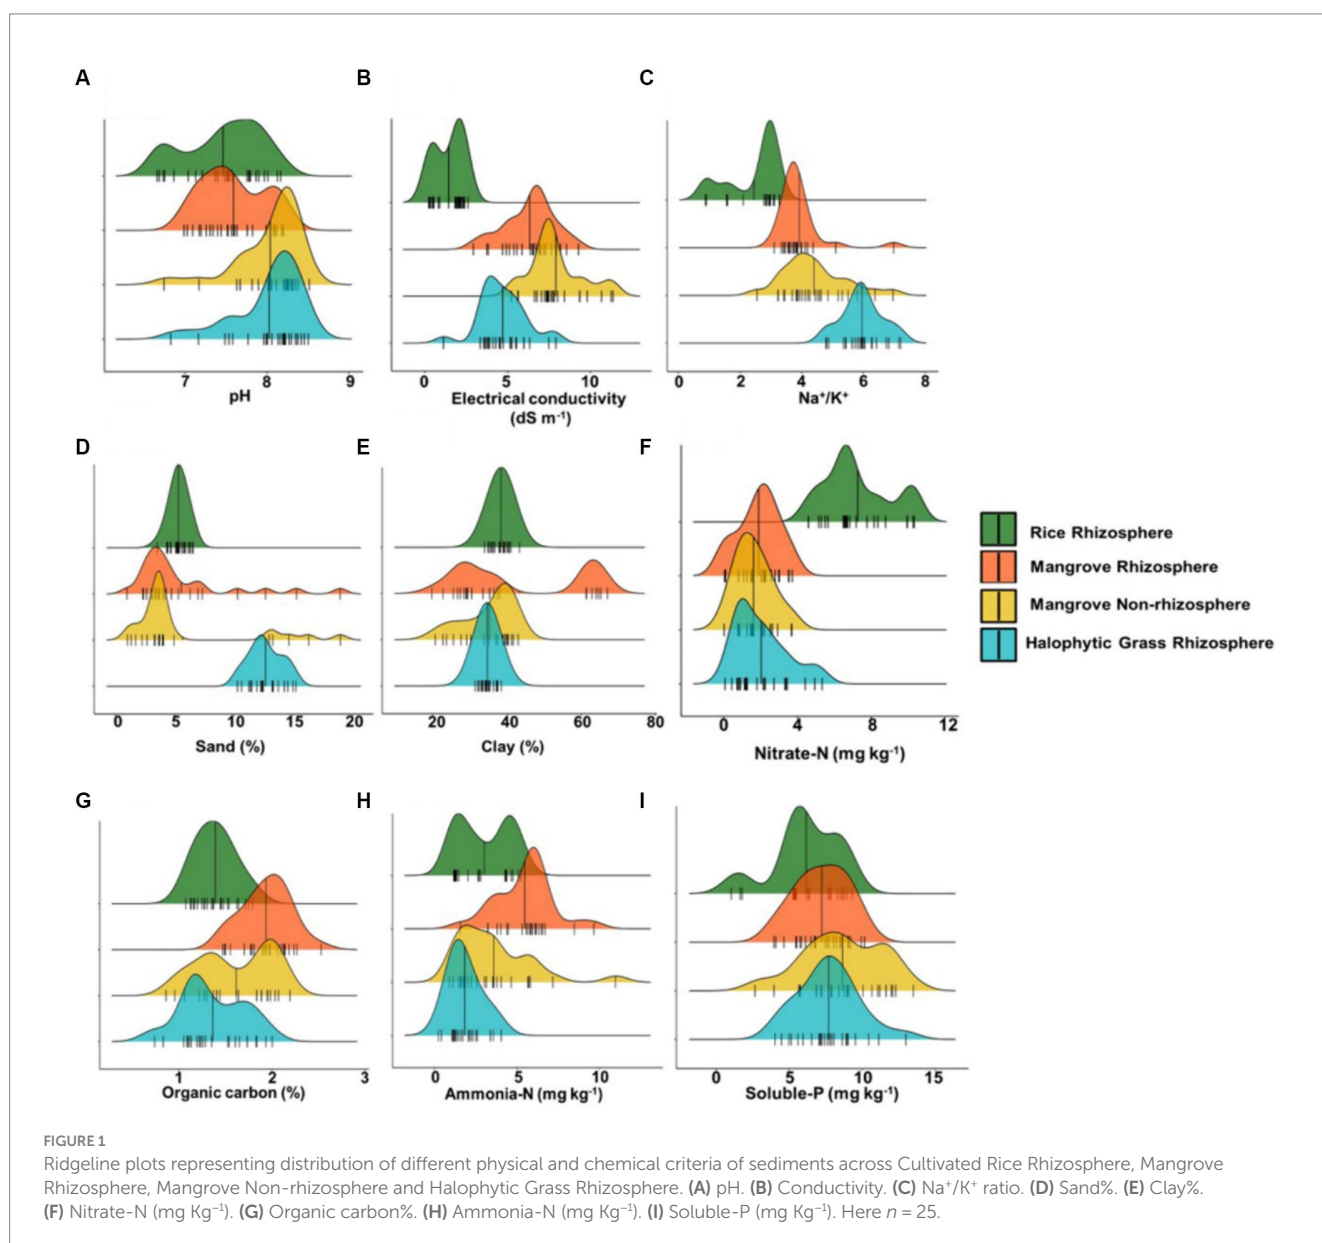 A
B
C
7
8
9
pH
0
5
10
Electrical conductivity
(dS m⁻¹)
0
2
4
6
8
Na⁺/K⁺
D
E
F
0
5
10
15
20
Sand (%)
20
40
60
80
Clay (%)
0
4
8
12
Nitrate-N (mg kg⁻¹)
Rice Rhizosphere
Mangrove Rhizosphere
Mangrove Non-rhizosphere
Halophytic Grass Rhizosphere
G
H
I
1
2
3
Organic carbon (%)
0
5
10
Ammonia-N (mg kg⁻¹)
0
5
10
15
Soluble-P (mg kg⁻¹)
FIGURE 1
Ridgeline plots representing distribution of different physical and chemical criteria of sediments across Cultivated Rice Rhizosphere, Mangrove
Rhizosphere, Mangrove Non-rhizosphere and Halophytic Grass Rhizosphere. (A) pH. (B) Conductivity. (C) Na⁺/K⁺ ratio. (D) Sand%. (E) Clay%.
(F) Nitrate-N (mg Kg⁻¹). (G) Organic carbon%. (H) Ammonia-N (mg Kg⁻¹). (I) Soluble-P (mg Kg⁻¹). Here n = 25.